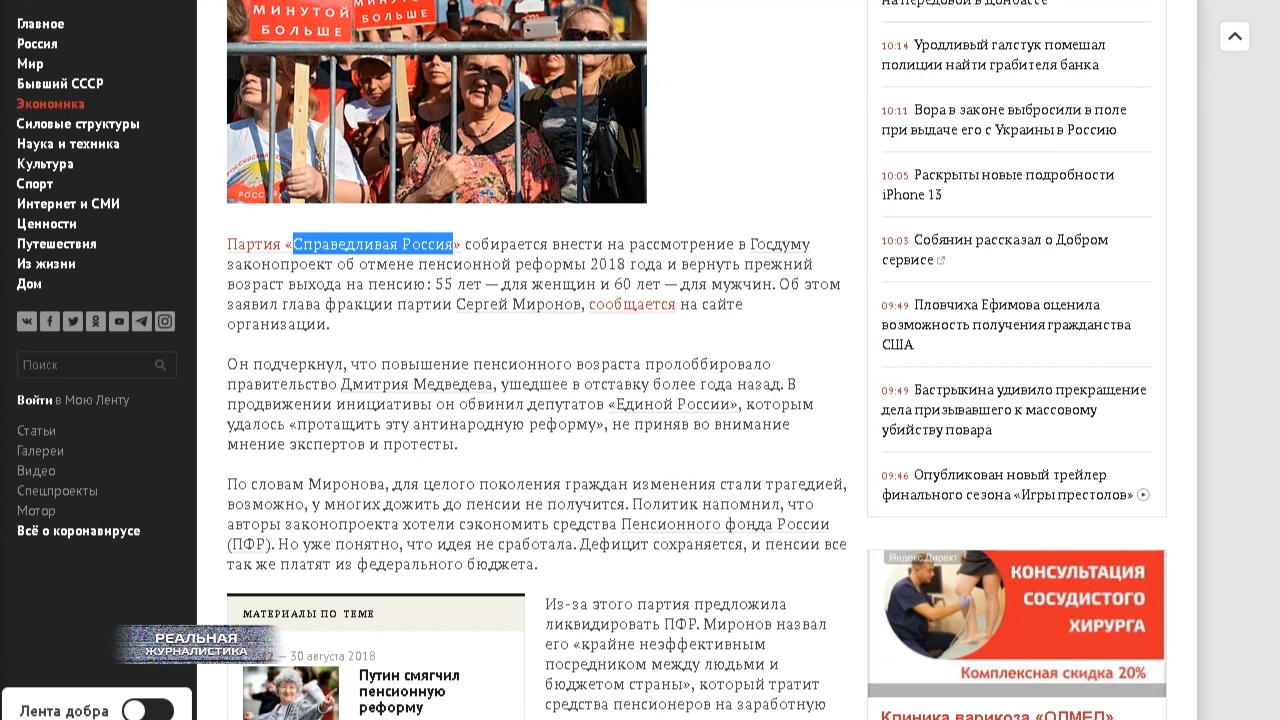 Главное
Россия
Мир
Бывший СССР
Экономика
Силовые структуры
Наука и техника
Культура
Спорт
Интернет и СМИ
Ценности
Путешествия
Из жизни
Дом
Поиск
Войти в Мою Ленту
Статьи
Галереи
Видео
Спецпроекты
Мотор
Всё о коронавирусе
РЕАЛЬНАЯ
ЖУРНАЛИСТИКА
Лента добра
МИНУТОЙ
БОЛЬШЕ
МИНУТОЙ
БОЛЬШЕ
Партия «Справедливая Россия» собирается внести на рассмотрение в Госдуму
законопроект об отмене пенсионной реформы 2018 года и вернуть прежний
возраст выхода на пенсию: 55 лет — для женщин и 60 лет — для мужчин. Об этом
заявил глава фракции партии Сергей Миронов, сообщается на сайте
организации.
Он подчеркнул, что повышение пенсионного возраста пролоббировало
правительство Дмитрия Медведева, ушедшее в отставку более года назад. В
продвижении инициативы он обвинил депутатов «Единой России», которым
удалось «протащить эту антинародную реформу», не приняв во внимание
мнение экспертов и протесты.
По словам Миронова, для целого поколения граждан изменения стали трагедией,
возможно, у многих дожить до пенсии не получится. Политик напомнил, что
авторы законопроекта хотели сэкономить средства Пенсионного фонда России
(ПФР). Но уже понятно, что идея не сработала. Дефицит сохраняется, и пенсии все
так же платят из федерального бюджета.
МАТЕРИАЛЫ ПО ТЕМЕ
— 30 августа 2018
Путин смягчил
пенсионную
реформу
Из-за этого партия предложила
ликвидировать ПФР. Миронов назвал
его «крайне неэффективным
посредником между людьми и
бюджетом страны», который тратит
средства пенсионеров на заработную
на передовой в Донбассе
10:14 Уродливый галстук помешал
полиции найти грабителя банка
10:11 Вора в законе выбросили в поле
при выдаче его с Украины в Россию
10:05 Раскрыты новые подробности
iPhone 13
10:03 Собянин рассказал о Добром
сервисе
09:49 Пловчиха Ефимова оценила
возможность получения гражданства
США
09:49 Бастрыкина удивило прекращение
дела призывавшего к массовому
убийству повара
09:46 Опубликован новый трейлер
финального сезона «Игры престолов»
Яндекс.Директ
КОНСУЛЬТАЦИЯ
СОСУДИСТОГО
ХИРУРГА
Комплексная скидка 20%
Клиника варикоза «ОЛМЕД»